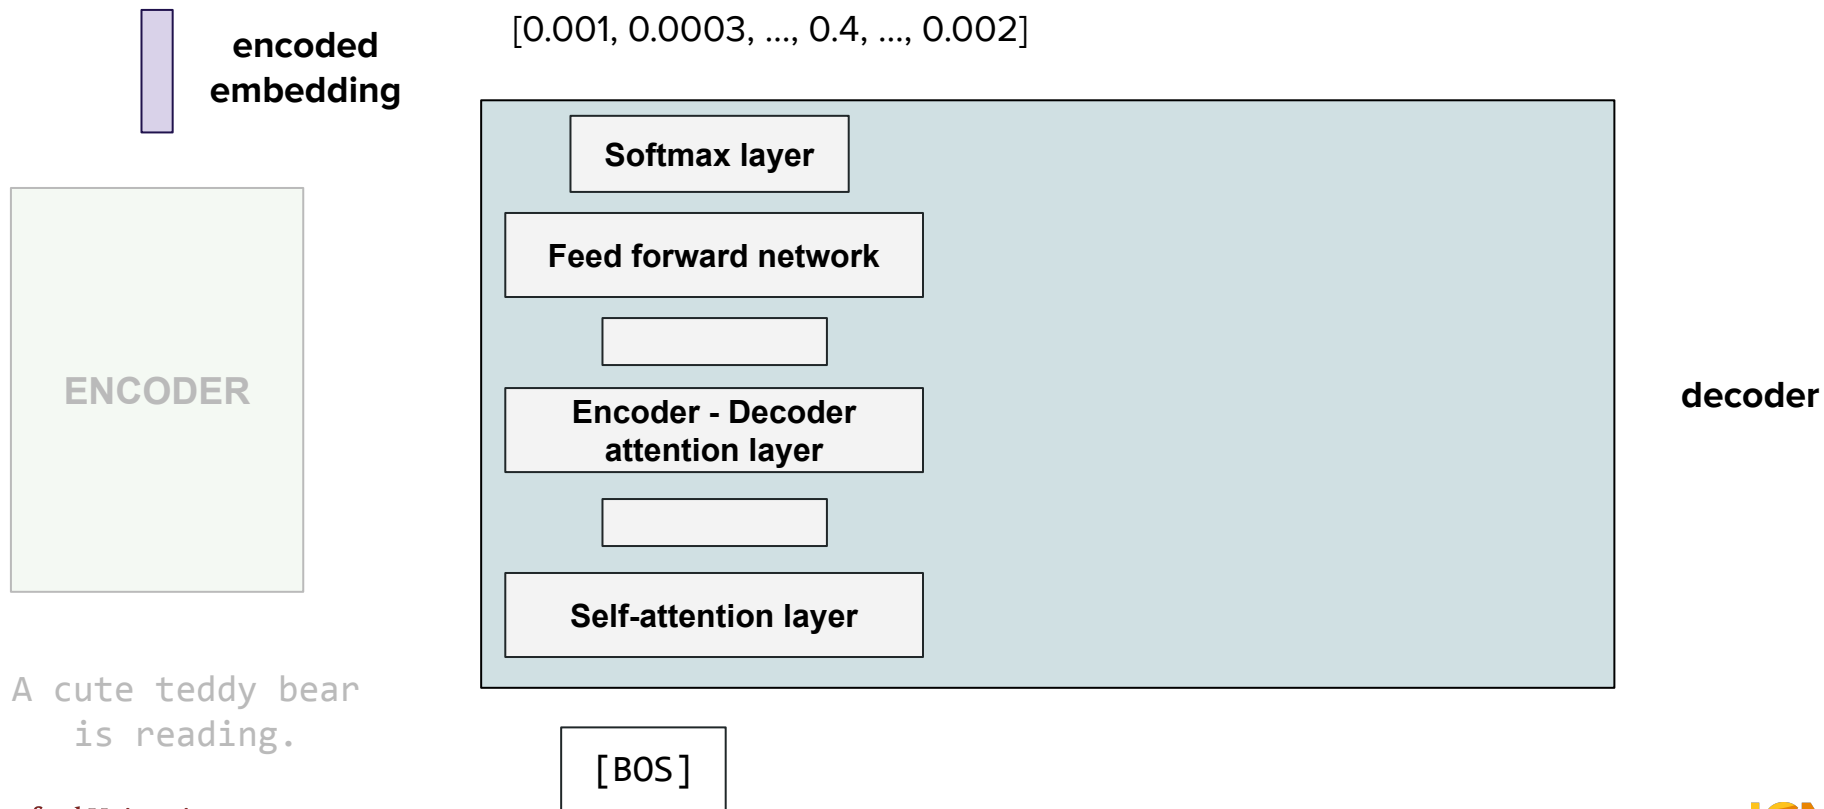 encoded
embedding
[0.001, 0.0003, ..., 0.4, ..., 0.002]
Softmax layer
Feed forward network
ENCODER
Encoder - Decoder
attention layer
decoder
Self-attention layer
A cute teddy bear
is reading.
[BOS]